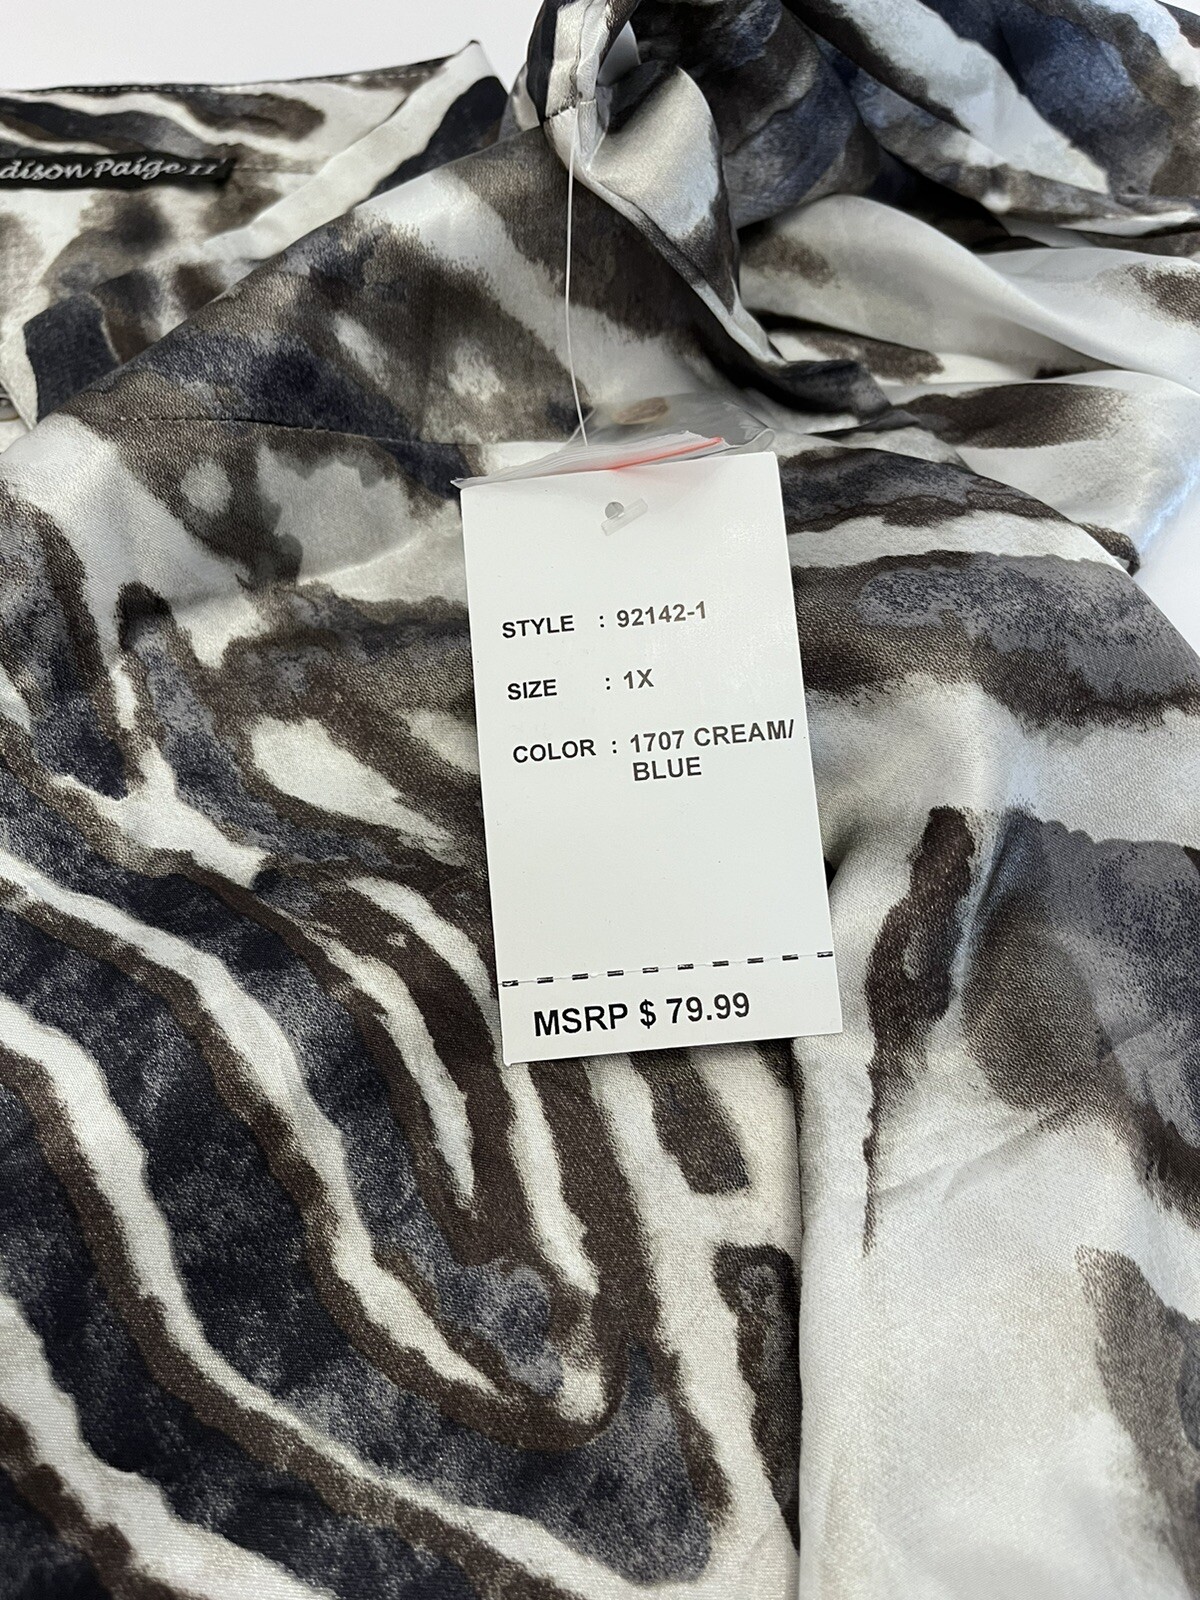 dison Paige II
STYLE : 92142-1
SIZE : 1X
COLOR : 1707 CREAM/
BLUE
MSRP $ 79.99